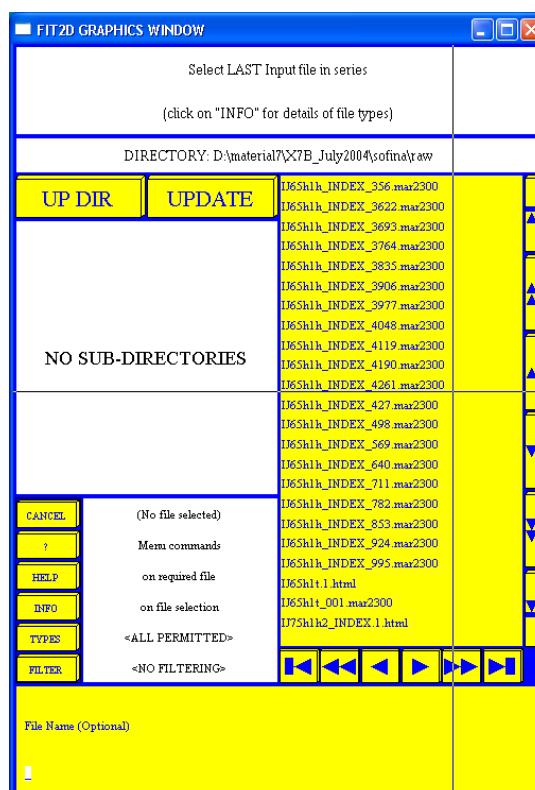 FIT2D GRAPHICS WINDOW
Select LAST Input file in series
(click on "INFO" for details of file types)
DIRECTORY: D:\material7\X7B_July2004\sofina\raw
UP DIR
UPDATE
NO SUB-DIRECTORIES
IJ65h1h_INDEX_356.mar2300
IJ65h1h_INDEX_3622.mar2300
IJ65h1h_INDEX_3693.mar2300
IJ65h1h_INDEX_3764.mar2300
IJ65h1h_INDEX_3835.mar2300
IJ65h1h_INDEX_3906.mar2300
IJ65h1h_INDEX_3977.mar2300
IJ65h1h_INDEX_4048.mar2300
IJ65h1h_INDEX_4119.mar2300
IJ65h1h_INDEX_4190.mar2300
IJ65h1h_INDEX_4261.mar2300
IJ65h1h_INDEX_427.mar2300
IJ65h1h_INDEX_498.mar2300
IJ65h1h_INDEX_569.mar2300
IJ65h1h_INDEX_640.mar2300
IJ65h1h_INDEX_711.mar2300
IJ65h1h_INDEX_782.mar2300
IJ65h1h_INDEX_853.mar2300
IJ65h1h_INDEX_924.mar2300
IJ65h1h_INDEX_995.mar2300
IJ65h1t.1.html
IJ65h1t_001.mar2300
IJ75h1h2_INDEX.1.html
CANCEL (No file selected)
? Menu commands
HELP on required file
INFO on file selection
TYPES <ALL PERMITTED>
FILTER <NO FILTERING>
File Name (Optional)